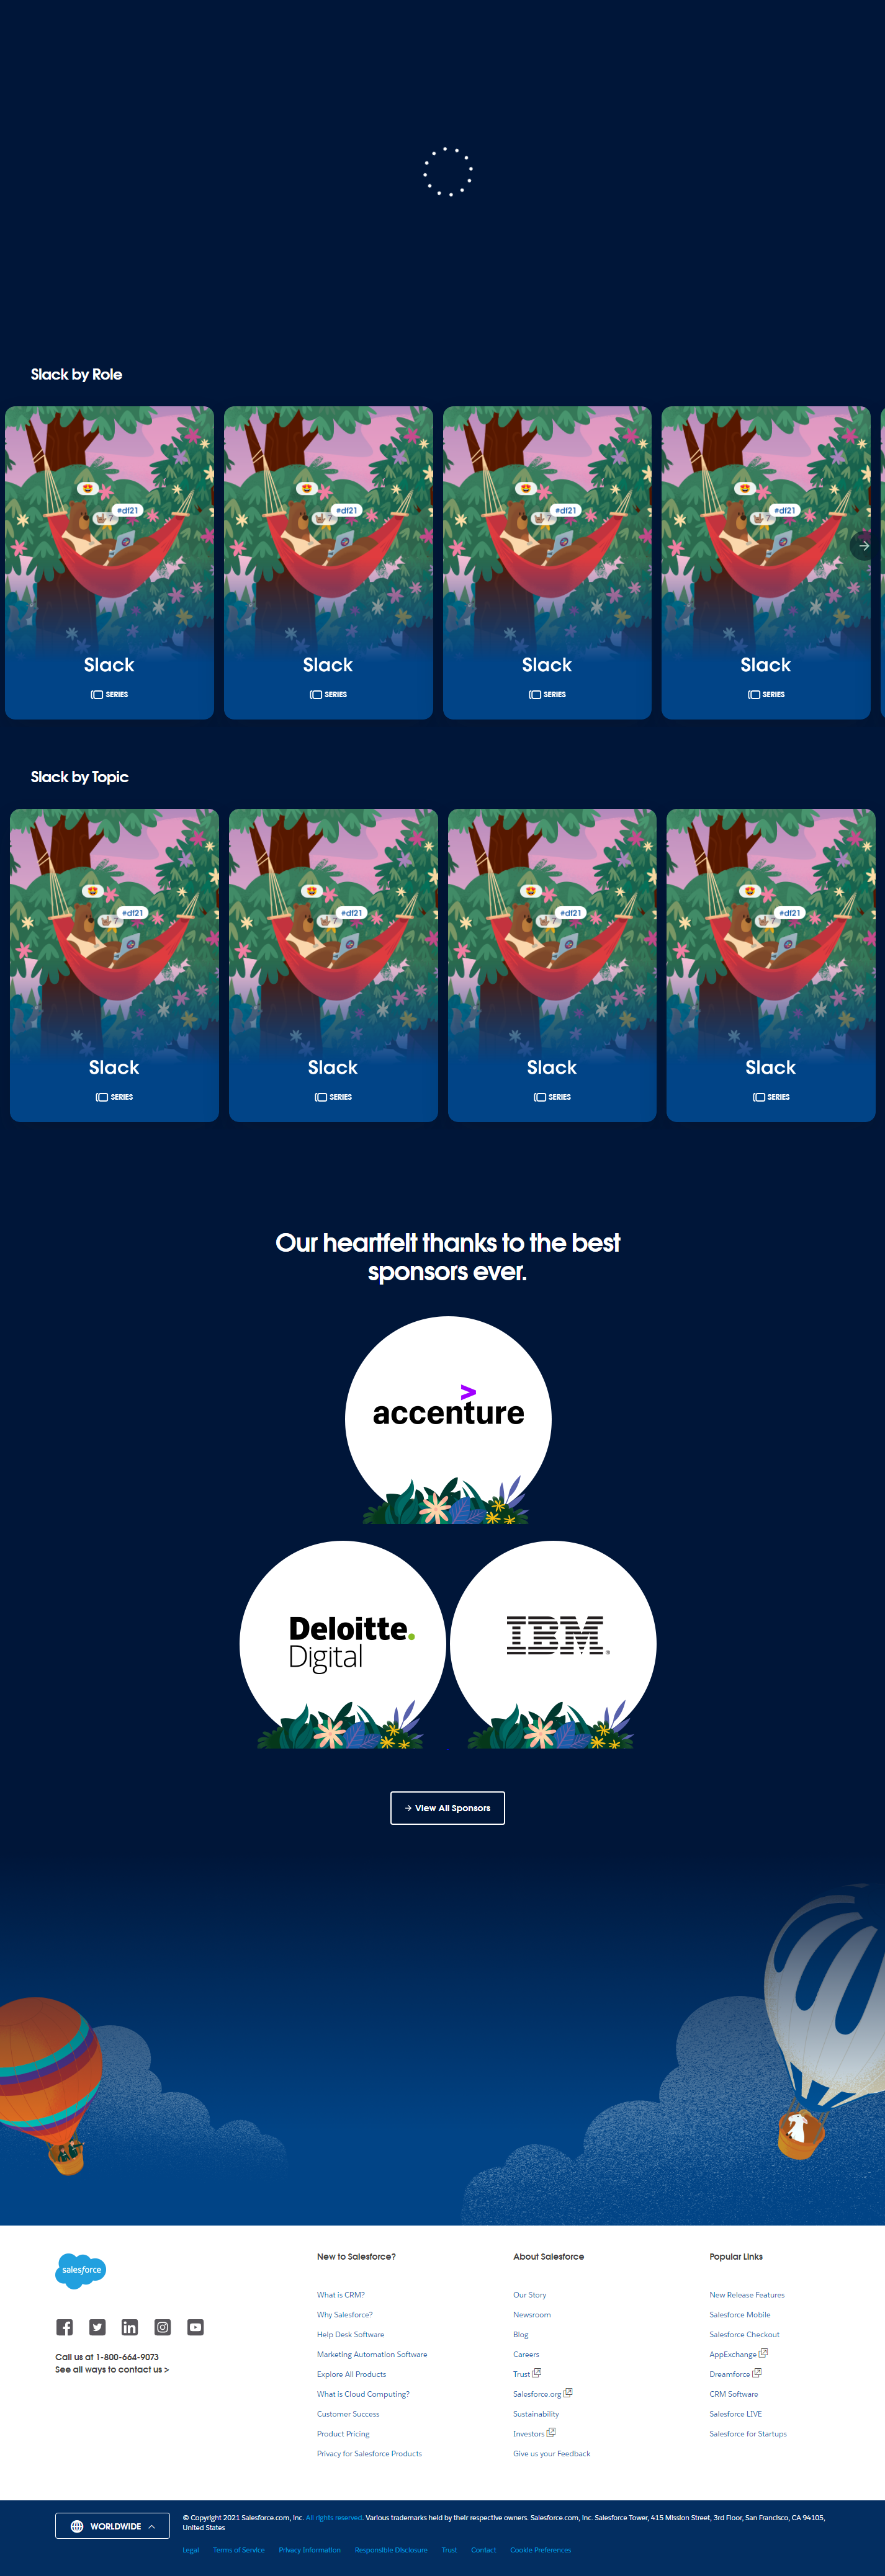 Slack by Role
#df21
7
#df21
7
#df21
7
#df21
7
Slack
Slack
Slack
Slack
SERIES
SERIES
SERIES
SERIES
Slack by Topic
#df21
7
#df21
7
#df21
7
#df21
7
Slack
Slack
Slack
Slack
SERIES
SERIES
SERIES
SERIES
Our heartfelt thanks to the best
sponsors ever.
accenture
Deloitte.
Digital
IBM®
View All Sponsors
salesforce
Call us at 1-800-664-9073
See all ways to contact us >
New to Salesforce?
What is CRM?
Why Salesforce?
Help Desk Software
Marketing Automation Software
Explore All Products
What is Cloud Computing?
Customer Success
Product Pricing
Privacy for Salesforce Products
About Salesforce
Our Story
Newsroom
Blog
Careers
Trust
Salesforce.org
Sustainability
Investors
Give us your Feedback
Popular Links
New Release Features
Salesforce Mobile
Salesforce Checkout
AppExchange
Dreamforce
CRM Software
Salesforce LIVE
Salesforce for Startups
WORLDWIDE
© Copyright 2021 Salesforce.com, inc. All rights reserved. Various trademarks held by their respective owners. Salesforce.com, inc. Salesforce Tower, 415 Mission Street, 3rd Floor, San Francisco, CA 94105,
United States
Legal Terms of Service Privacy Information Responsible Disclosure Trust Contact Cookie Preferences